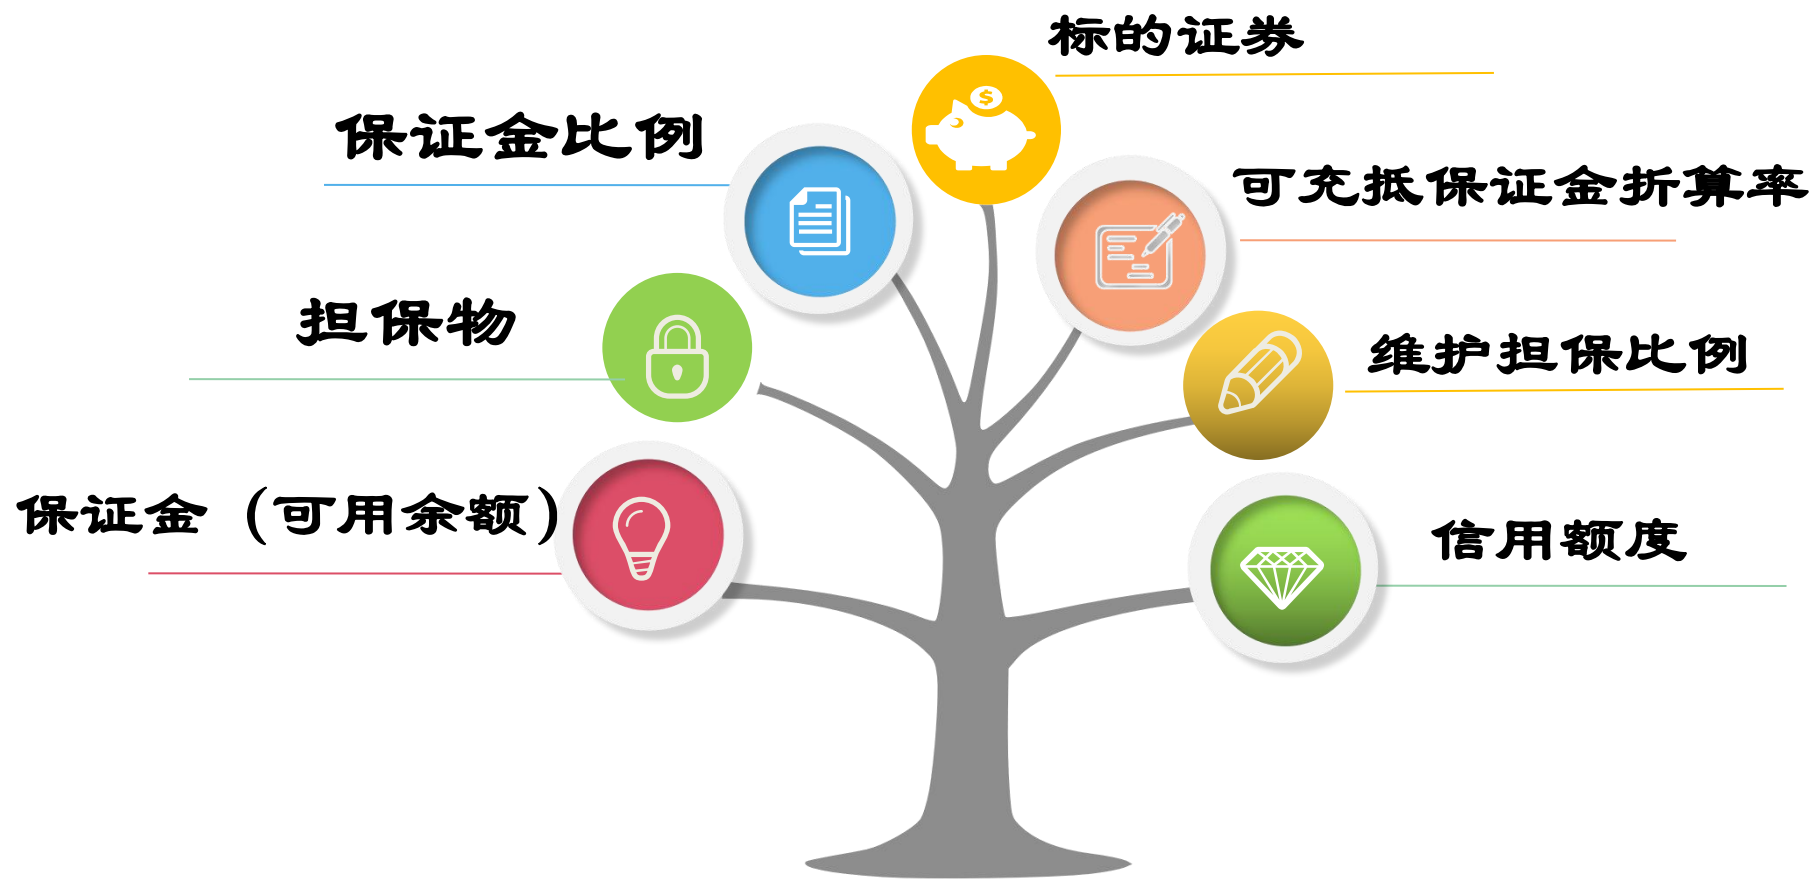 标的证券
保证金比例
可充抵保证金折算率
担保物
维护担保比例
保证金（可用余额）
信用额度